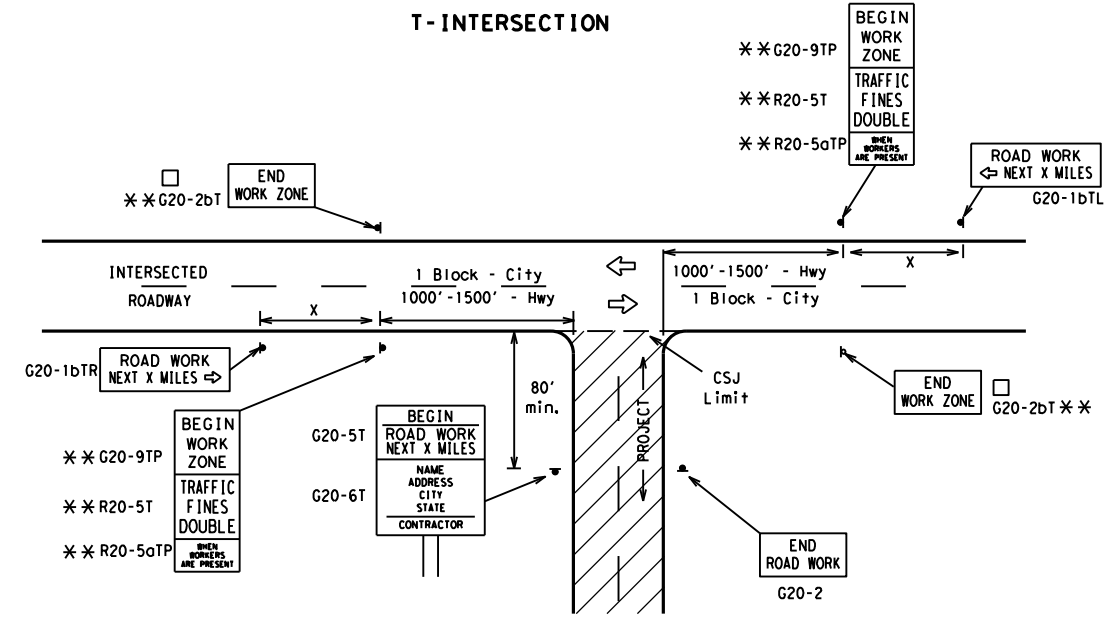 T-INTERSECTION
BEGIN
WORK
ZONE
TRAFFIC
FINES
DOUBLE
WHEN
WORKERS
ARE PRESENT
**G20-9TP
**R20-5T
**R20-5aTP
ROAD WORK
⇦ NEXT X MILES
G20-1bTL
□
**G20-2bT
END
WORK ZONE
INTERSECTED
ROADWAY
1 Block - City
1000'-1500' - Hwy
1000'-1500' - Hwy
1 Block - City
X
X
G20-1bTR
ROAD WORK
NEXT X MILES ⇨
80'
min.
CSJ
Limit
PROJECT
END
WORK ZONE
□
G20-2bT**
**G20-9TP
**R20-5T
**R20-5aTP
BEGIN
WORK
ZONE
TRAFFIC
FINES
DOUBLE
WHEN
WORKERS
ARE PRESENT
G20-5T
G20-6T
BEGIN
ROAD WORK
NEXT X MILES
NAME
ADDRESS
CITY
STATE
CONTRACTOR
END
ROAD WORK
G20-2